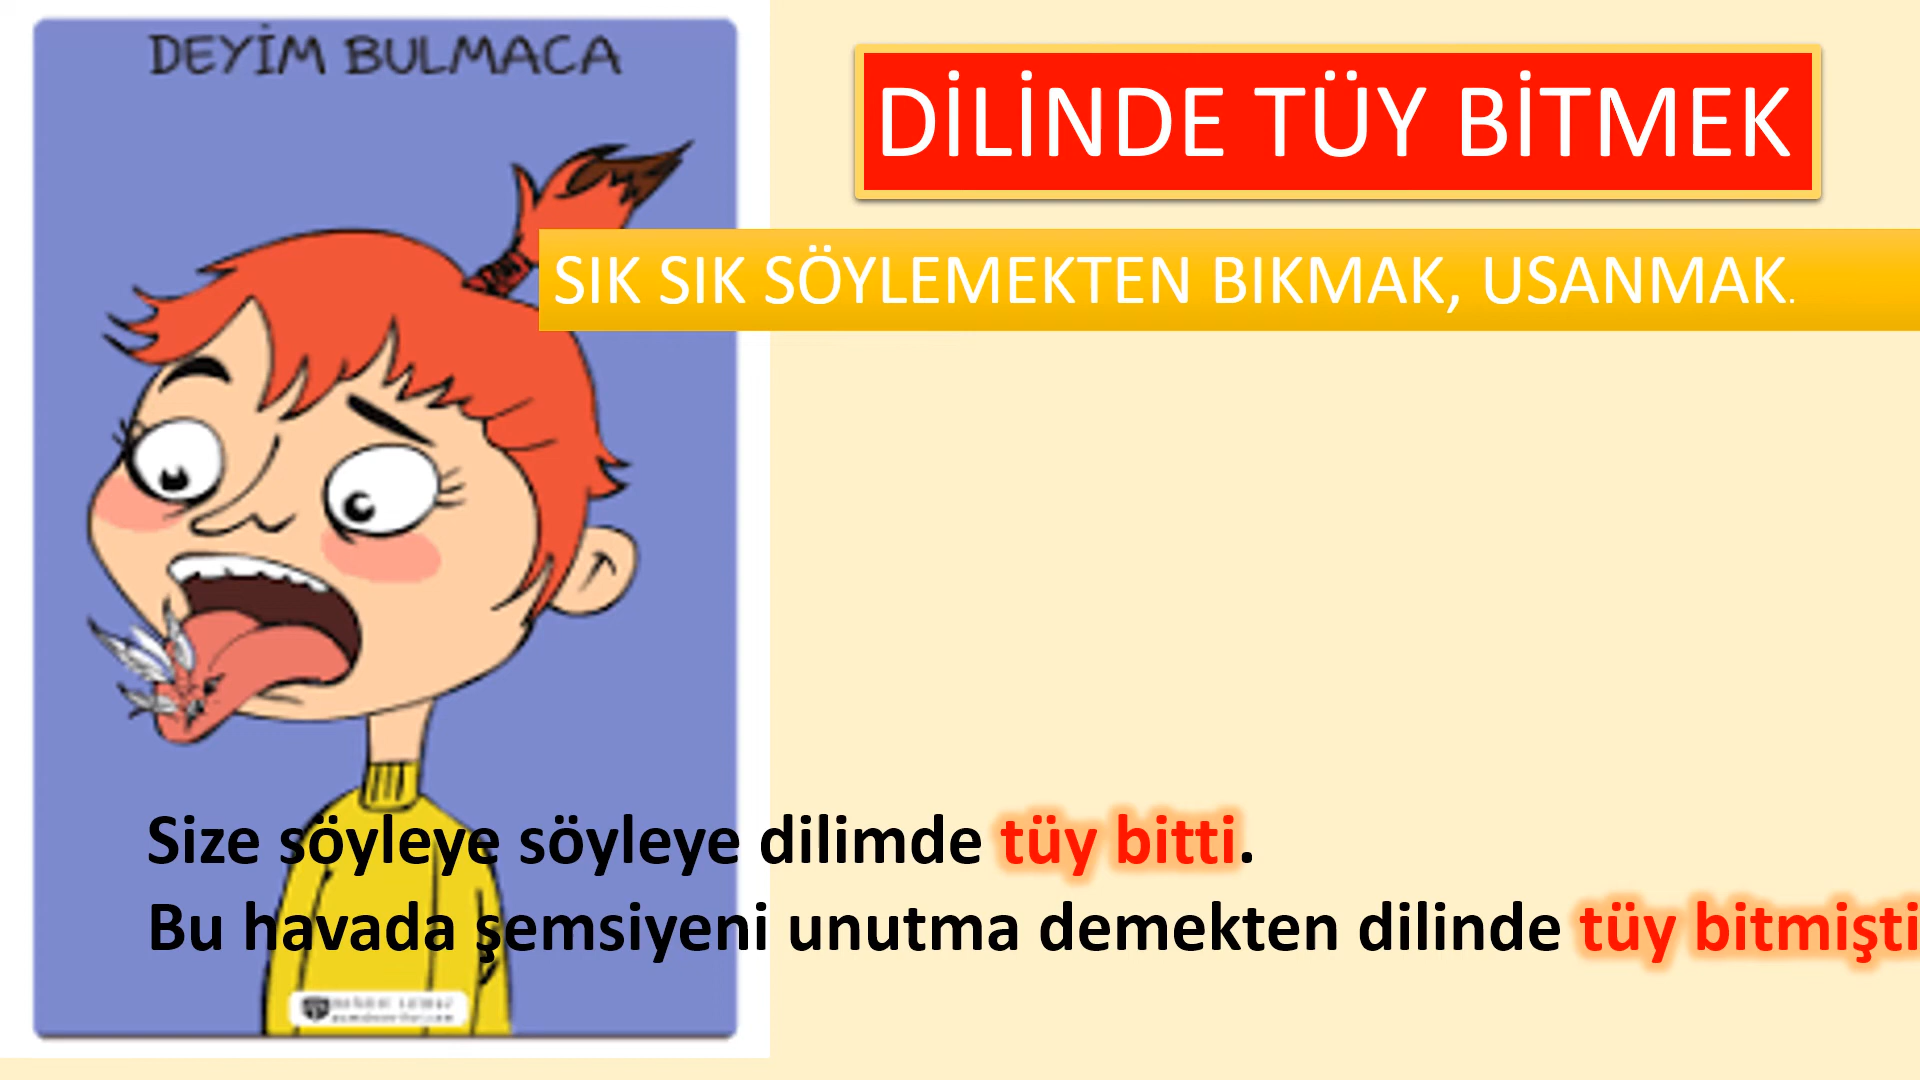 DEYİM BULMACA
DİLİNDE TÜY BİTMEK
SIK SIK SÖYLEMEKTEN BIKMAK, USANMAK.
Size söyleye söyleye dilimde tüy bitti.
Bu havada şemsiyeni unutma demekten dilinde tüy bitmişti